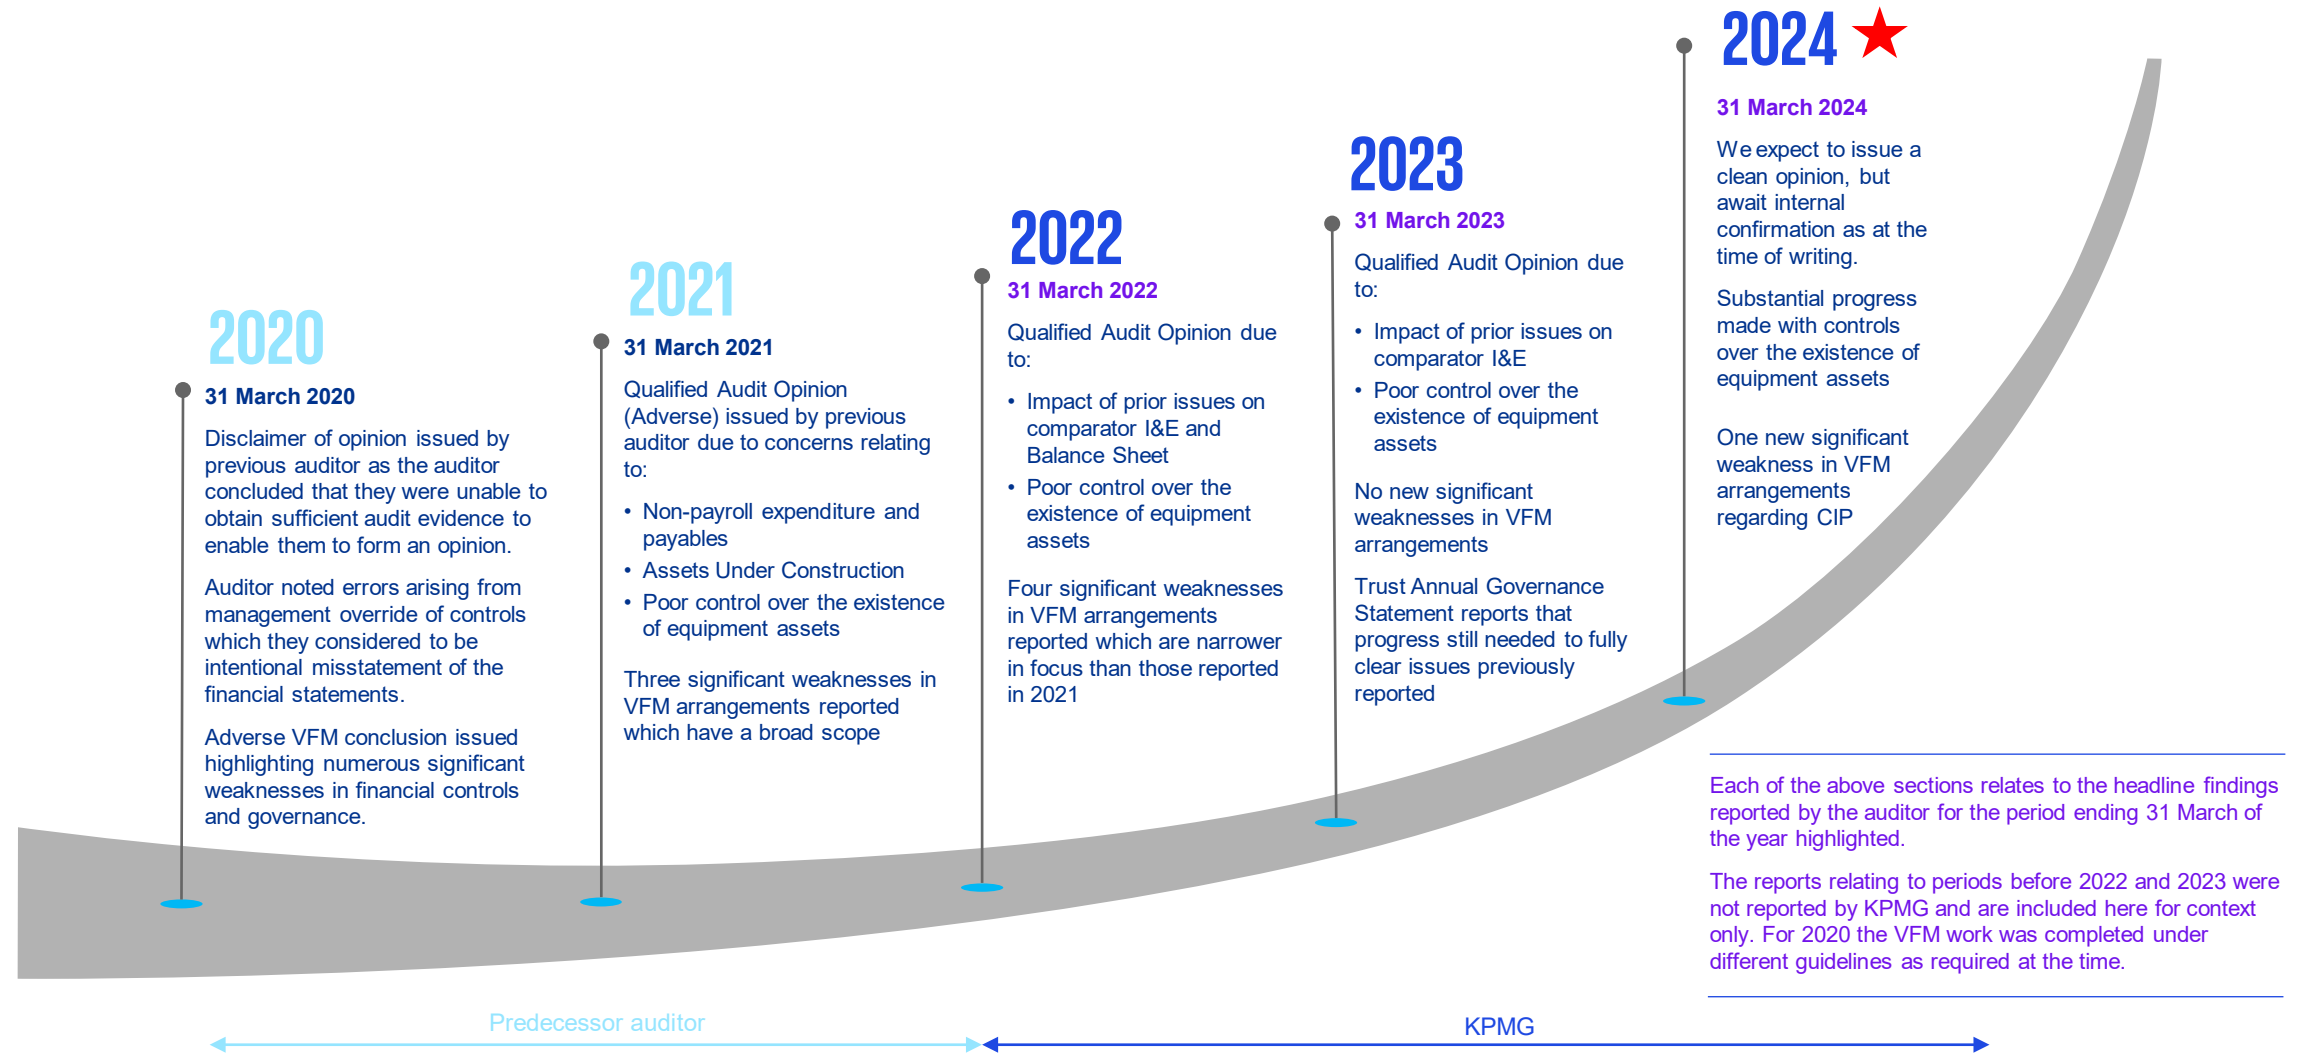 2020
31 March 2020
Disclaimer of opinion issued by
previous auditor as the auditor
concluded that they were unable to
obtain sufficient audit evidence to
enable them to form an opinion.
Auditor noted errors arising from
management override of controls
which they considered to be
intentional misstatement of the
financial statements.
Adverse VFM conclusion issued
highlighting numerous significant
weaknesses in financial controls
and governance.
2021
31 March 2021
Qualified Audit Opinion
(Adverse) issued by previous
auditor due to concerns relating
to:
• Non-payroll expenditure and
payables
• Assets Under Construction
• Poor control over the existence
of equipment assets
Three significant weaknesses in
VFM arrangements reported
which have a broad scope
2022
31 March 2022
Qualified Audit Opinion due
to:
• Impact of prior issues on
comparator I&E and
Balance Sheet
• Poor control over the
existence of equipment
assets
Four significant weaknesses
in VFM arrangements
reported which are narrower
in focus than those reported
in 2021
2023
31 March 2023
Qualified Audit Opinion due
to:
• Impact of prior issues on
comparator I&E
• Poor control over the
existence of equipment
assets
No new significant
weaknesses in VFM
arrangements
Trust Annual Governance
Statement reports that
progress still needed to fully
clear issues previously
reported
2024
31 March 2024
We expect to issue a
clean opinion, but
await internal
confirmation as at the
time of writing.
Substantial progress
made with controls
over the existence of
equipment assets
One new significant
weakness in VFM
arrangements
regarding CIP
Each of the above sections relates to the headline findings
reported by the auditor for the period ending 31 March of
the year highlighted.
The reports relating to periods before 2022 and 2023 were
not reported by KPMG and are included here for context
only. For 2020 the VFM work was completed under
different guidelines as required at the time.
Predecessor auditor
KPMG